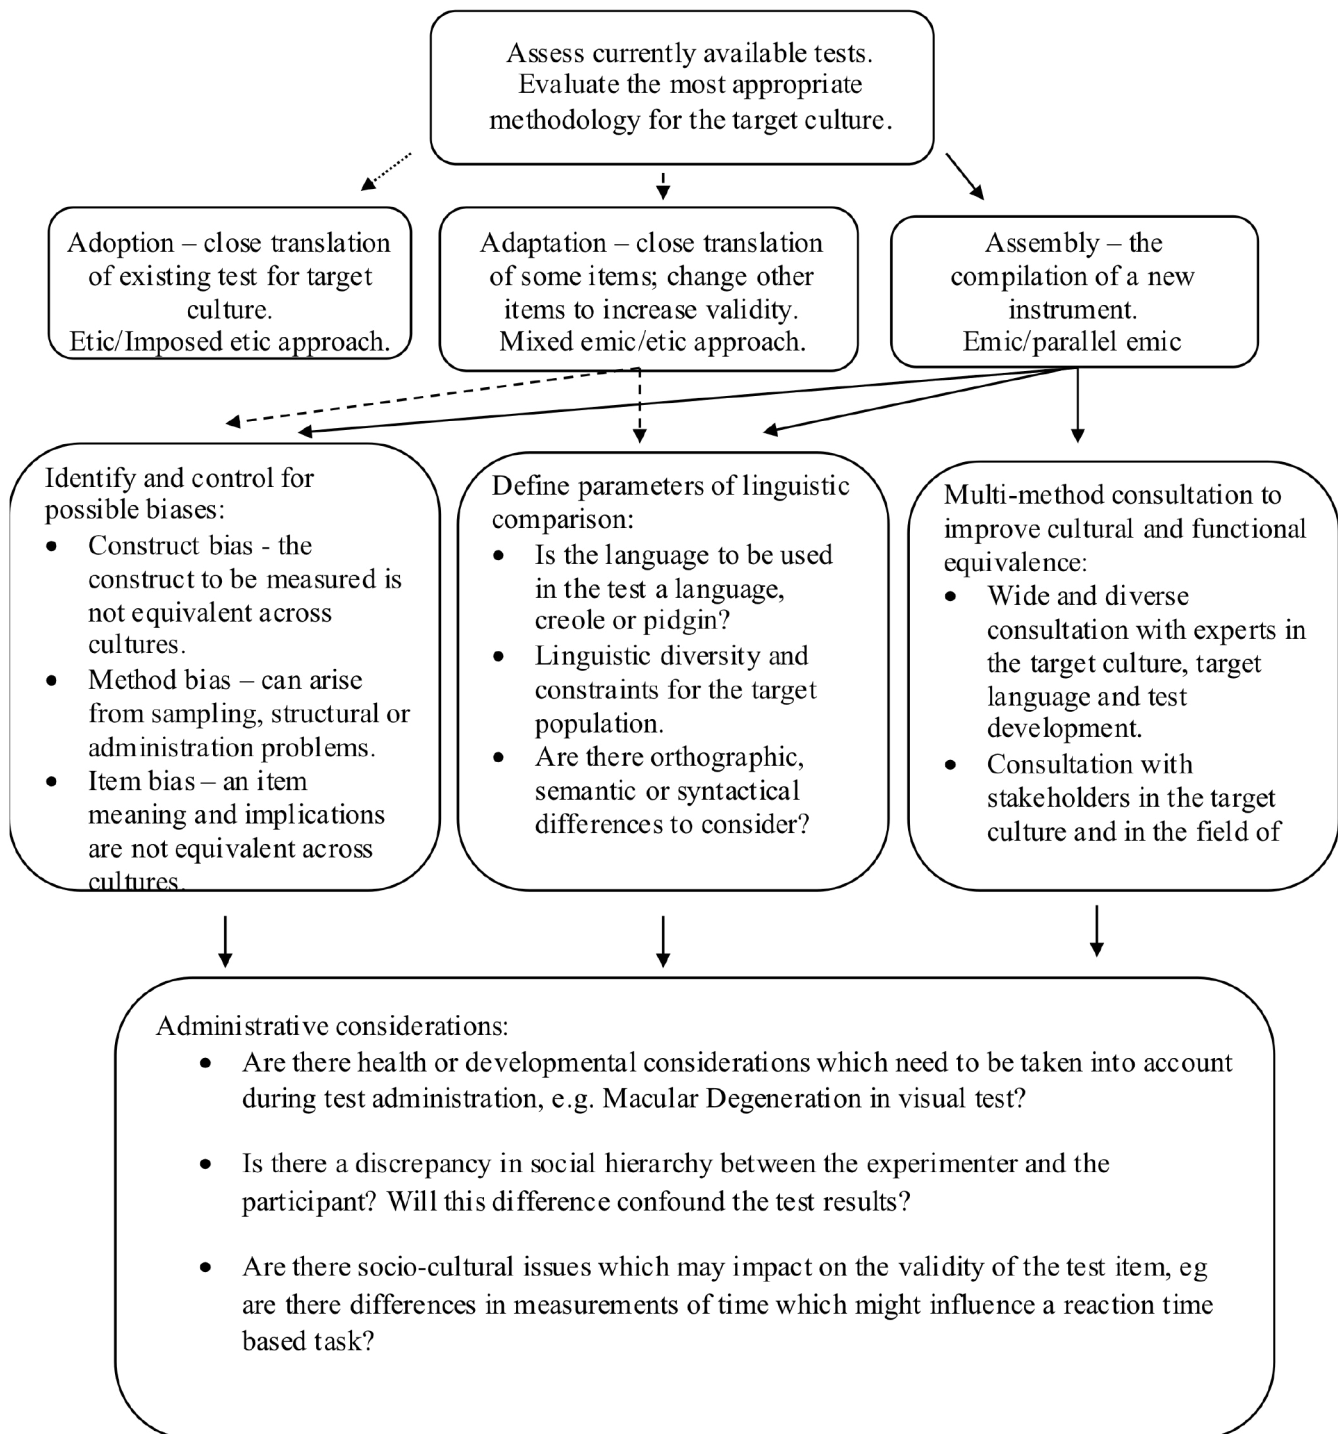 Assess currently available tests.
Evaluate the most appropriate
methodology for the target culture.
Adoption – close translation
of existing test for target
culture.
Etic/Imposed etic approach.
Adaptation – close translation
of some items; change other
items to increase validity.
Mixed emic/etic approach.
Assembly – the
compilation of a new
instrument.
Emic/parallel emic
Identify and control for
possible biases:
• Construct bias - the
construct to be measured is
not equivalent across
cultures.
• Method bias – can arise
from sampling, structural or
administration problems.
• Item bias – an item
meaning and implications
are not equivalent across
cultures.
Define parameters of linguistic
comparison:
• Is the language to be used
in the test a language,
creole or pidgin?
• Linguistic diversity and
constraints for the target
population.
• Are there orthographic,
semantic or syntactical
differences to consider?
Multi-method consultation to
improve cultural and functional
equivalence:
• Wide and diverse
consultation with experts in
the target culture, target
language and test
development.
• Consultation with
stakeholders in the target
culture and in the field of
Administrative considerations:
• Are there health or developmental considerations which need to be taken into account
during test administration, e.g. Macular Degeneration in visual test?
• Is there a discrepancy in social hierarchy between the experimenter and the
participant? Will this difference confound the test results?
• Are there socio-cultural issues which may impact on the validity of the test item, eg
are there differences in measurements of time which might influence a reaction time
based task?